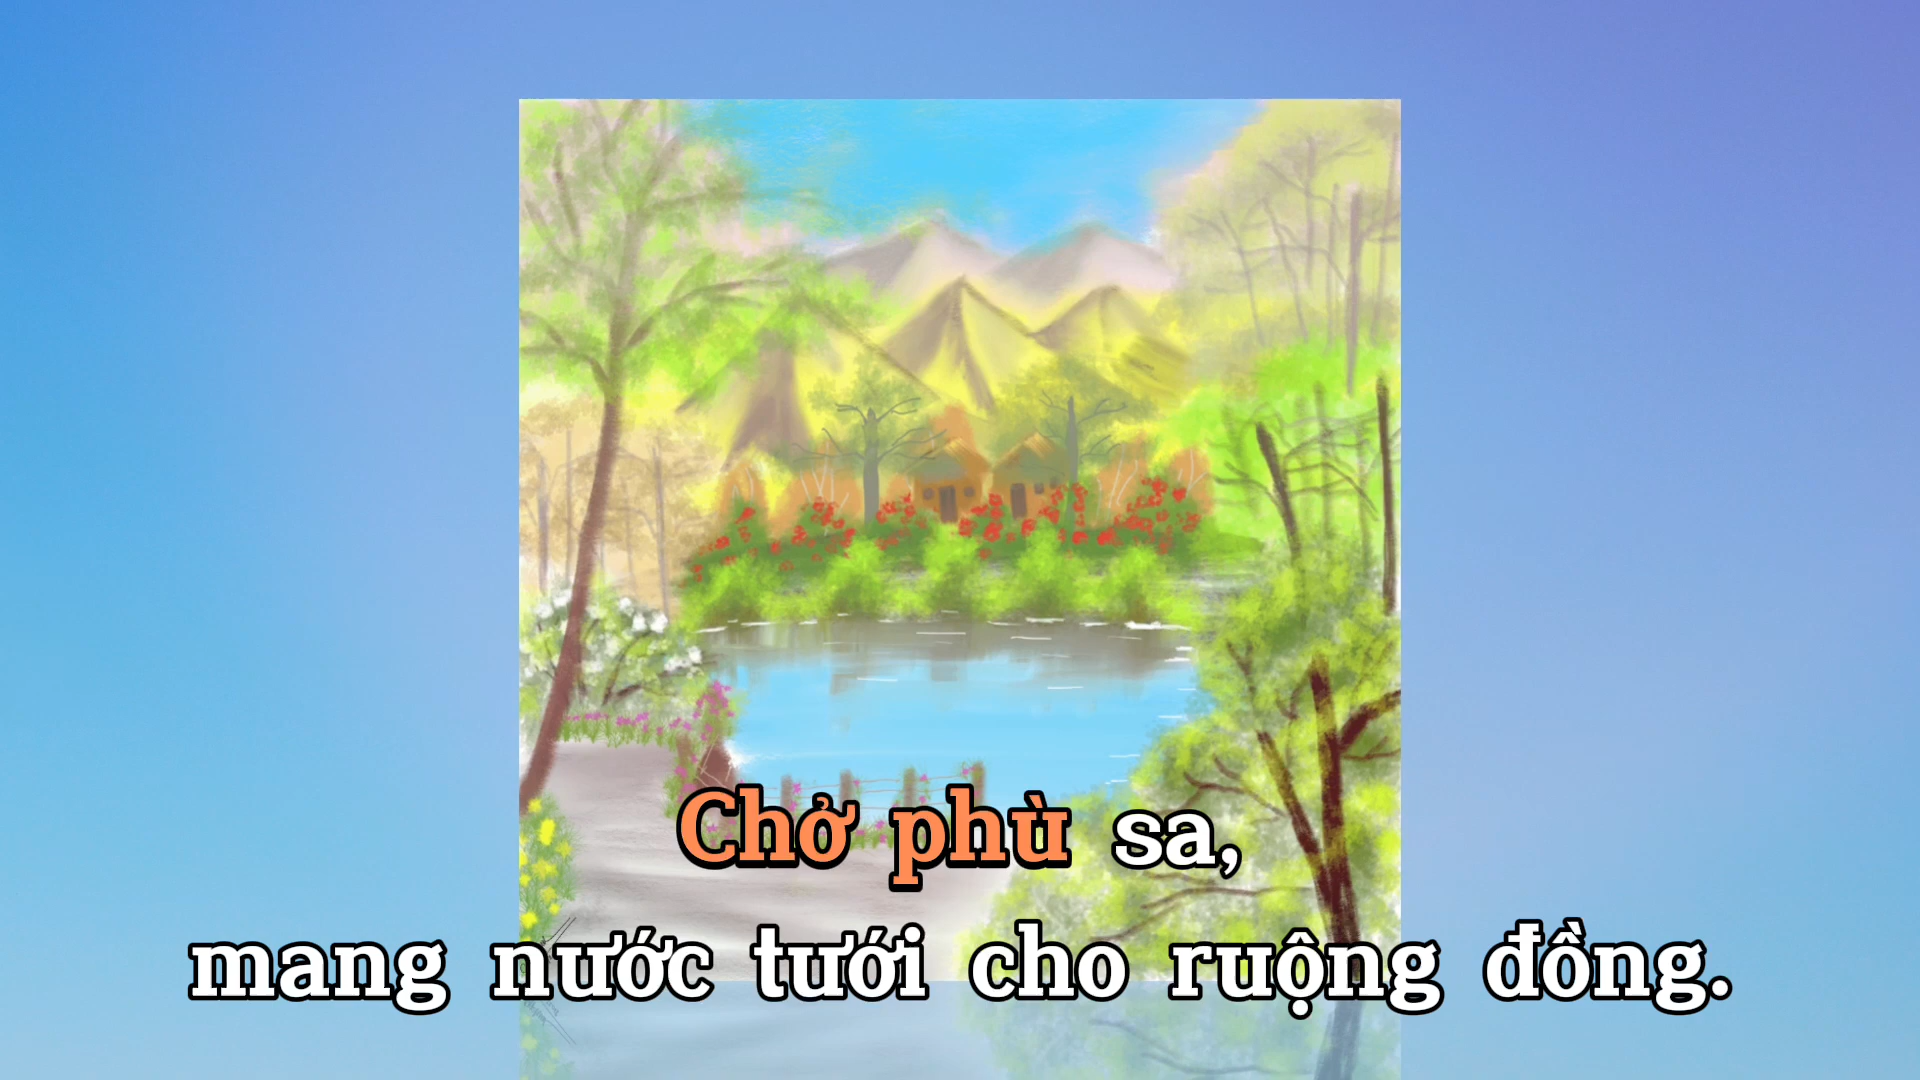 Chở phù sa,
mang nước tưới cho ruộng đồng.